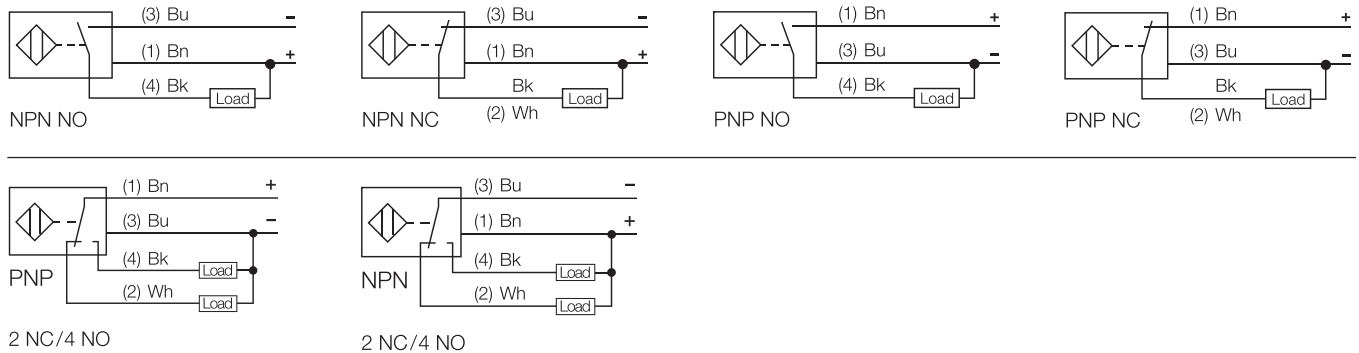 (3) Bu –
(1) Bn +
(4) Bk
Load
NPN NO
(3) Bu –
(1) Bn +
Bk
Load
(2) Wh
NPN NC
(1) Bn +
(3) Bu –
(4) Bk
Load
PNP NO
(1) Bn +
(3) Bu –
Bk
Load
(2) Wh
PNP NC
(1) Bn +
(3) Bu –
(4) Bk
Load
(2) Wh
Load
PNP
2 NC/4 NO
(3) Bu –
(1) Bn +
(4) Bk
Load
(2) Wh
Load
NPN
2 NC/4 NO